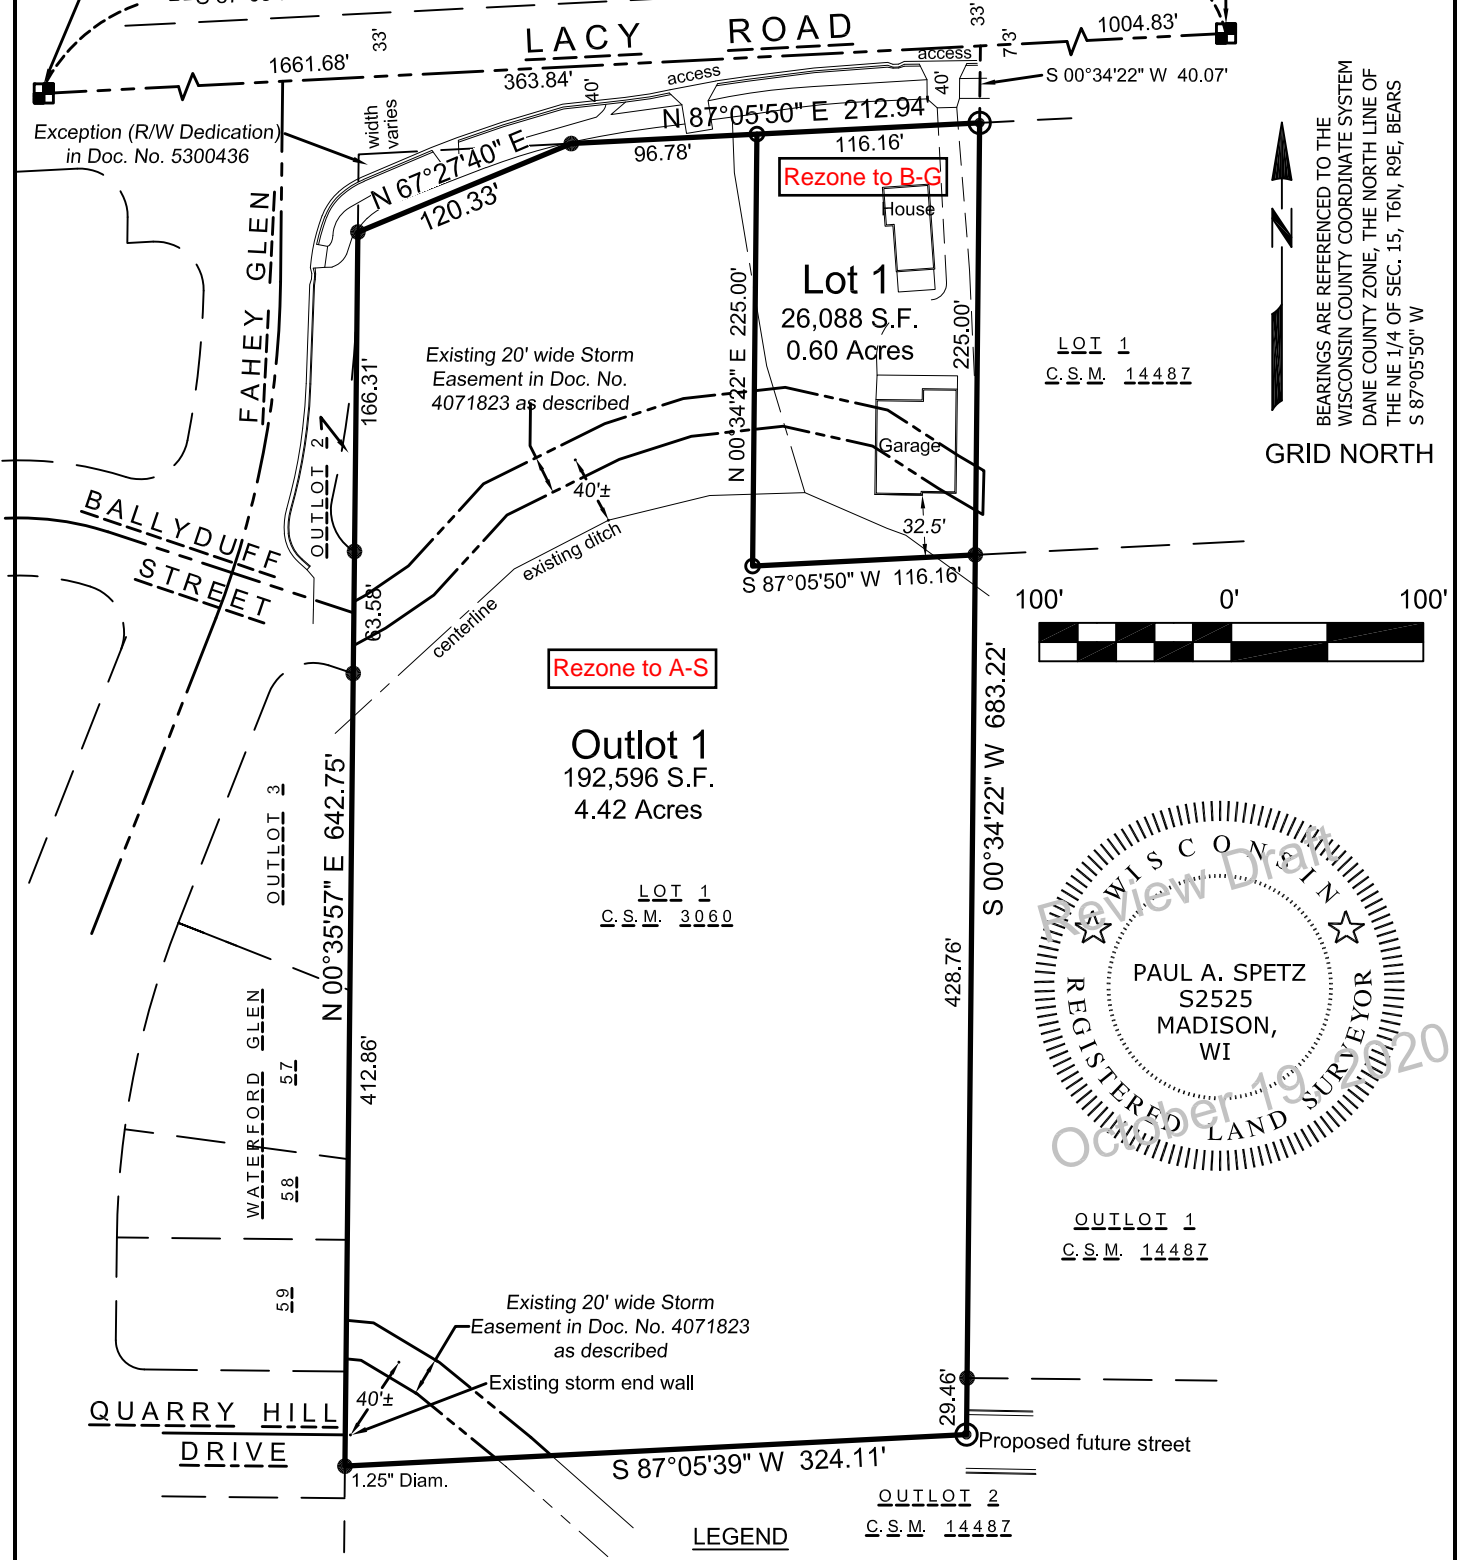 LACY ROAD
33'
33'
73'
1004.83'
1661.68'
363.84'
40'
access
access
40'
S 00°34'22" W 40.07'
Exception (R/W Dedication)
in Doc. No. 5300436
width
varies
N 67°27'40" E
120.33'
N 87°05'50" E 212.94'
96.78'
116.16'
Rezone to B-G
House
Lot 1
26,088 S.F.
0.60 Acres
N 00°34'22" E 225.00'
225.00'
FAHEY GLEN
166.31'
Existing 20' wide Storm
Easement in Doc. No.
4071823 as described
LOT 1
C.S.M. 14487
N
BEARINGS ARE REFERENCED TO THE
WISCONSIN COUNTY COORDINATE SYSTEM
DANE COUNTY ZONE, THE NORTH LINE OF
THE NE 1/4 OF SEC. 15, T6N, R9E, BEARS
S 87°05'50" W
GRID NORTH
OUTLOT 2
Garage
40'±
32.5'
existing ditch
centerline
BALLYDUFF
STREET
63.58'
S 87°05'50" W 116.16'
100' 0' 100'
Rezone to A-S
Outlot 1
192,596 S.F.
4.42 Acres
LOT 1
C.S.M. 3060
S 00°34'22" W 683.22'
428.76'
N 00°35'57" E 642.75'
412.86'
OUTLOT 3
WATERFORD GLEN
57
58
59
WISCONSIN
REGISTERED LAND SURVEYOR
PAUL A. SPETZ
S2525
MADISON,
WI
Review Draft
October 19, 2020
OUTLOT 1
C.S.M. 14487
Existing 20' wide Storm
Easement in Doc. No. 4071823
as described
Existing storm end wall
40'±
QUARRY HILL
DRIVE
1.25" Diam.
S 87°05'39" W 324.11'
29.46'
Proposed future street
OUTLOT 2
C.S.M. 14487
LEGEND